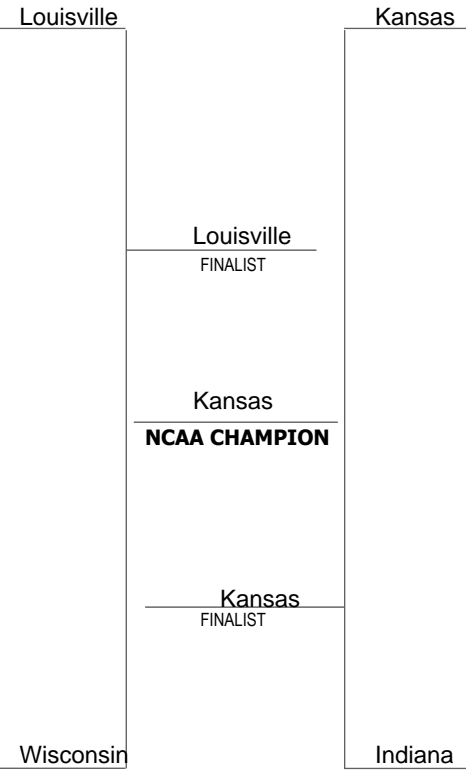 Louisville
Kansas
Louisville
FINALIST
Kansas
NCAA CHAMPION
Kansas
FINALIST
Wisconsin
Indiana